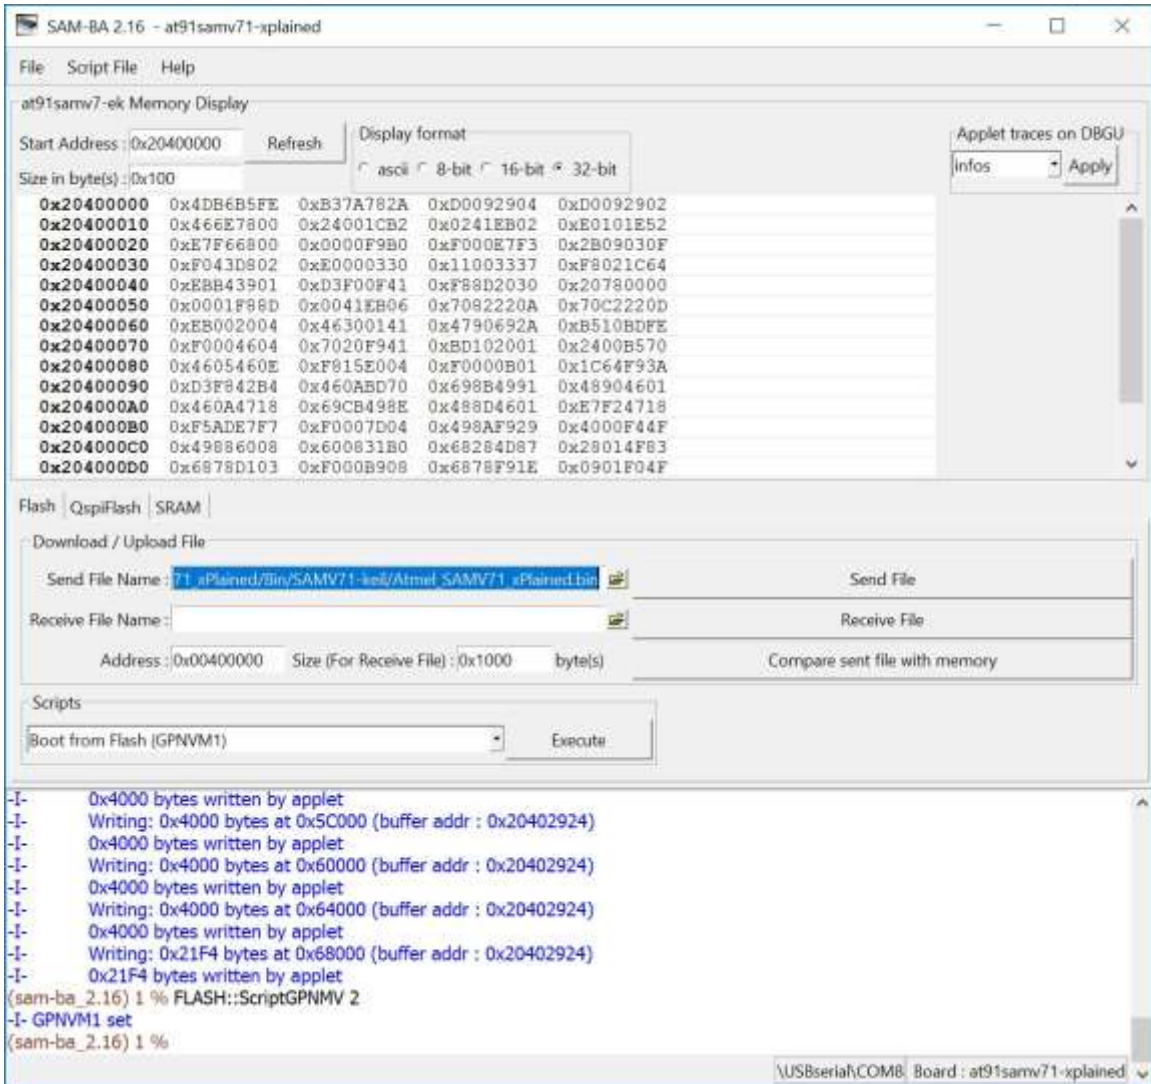 SAM-BA 2.16 - at91samv71-xplained
File Script File Help
at91samv7-ek Memory Display
Start Address : 0x20400000 Refresh Display format ascii 8-bit 16-bit 32-bit Applet traces on DBGU
Size in byte(s) : 0x100 infos Apply
0x20400000 0x4DB6B5FE 0xB37A782A 0xD0092904 0xD0092902
0x20400010 0x466E7800 0x24001CB2 0x0241EB02 0xE0101E52
0x20400020 0xE7F66800 0x0000F9B0 0xF000E7F3 0x2B09030F
0x20400030 0xF043D802 0xE0000330 0x11003337 0xF8021C64
0x20400040 0xEBB43901 0xD3F00F41 0xF88D2030 0x20780000
0x20400050 0x0001F88D 0x0041EB06 0x7082220A 0x70C2220D
0x20400060 0xEB002004 0x46300141 0x4790692A 0xB510BDFE
0x20400070 0xF0004604 0x7020F941 0xBD102001 0x2400B570
0x20400080 0x4605460E 0xF815E004 0xF0000B01 0x1C64F93A
0x20400090 0xD3F842B4 0x460ABD70 0x698B4991 0x48904601
0x204000A0 0x460A4718 0x69CB498E 0x488D4601 0xE7F24718
0x204000B0 0xF5ADE7F7 0xF0007D04 0x498AF929 0x4000F44F
0x204000C0 0x49886008 0x600831B0 0x68284D87 0x28014F83
0x204000D0 0x6878D103 0xF000B908 0x6878F91E 0x0901F04F
Flash QspiFlash SRAM
Download / Upload File
Send File Name : 71_xPlained/Bin/SAMV71-keil/Atmel_SAMV71_xPlained.bin Send File
Receive File Name : Receive File
Address : 0x00400000 Size (For Receive File) : 0x1000 byte(s) Compare sent file with memory
Scripts
Boot from Flash (GPNVM1) Execute
-I- 0x4000 bytes written by applet
-I- Writing: 0x4000 bytes at 0x5C000 (buffer addr : 0x20402924)
-I- 0x4000 bytes written by applet
-I- Writing: 0x4000 bytes at 0x60000 (buffer addr : 0x20402924)
-I- 0x4000 bytes written by applet
-I- Writing: 0x4000 bytes at 0x64000 (buffer addr : 0x20402924)
-I- 0x4000 bytes written by applet
-I- Writing: 0x21F4 bytes at 0x68000 (buffer addr : 0x20402924)
-I- 0x21F4 bytes written by applet
(sam-ba_2.16) 1 % FLASH::ScriptGPNMV 2
-I- GPNVM1 set
(sam-ba_2.16) 1 %
\USBserial\COM8 Board : at91samv71-xplained